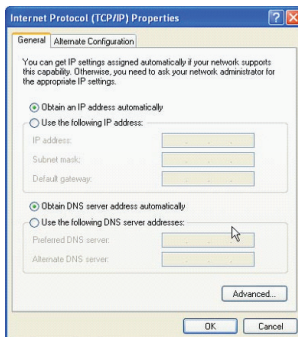 Internet Protocol (TCP/IP) Properties
General
Alternate Configuration
You can get IP settings assigned automatically if your network supports
this capability. Otherwise, you need to ask your network administrator for
the appropriate IP settings.
Obtain an IP address automatically
Use the following IP address:
IP address:
Subnet mask:
Default gateway:
Obtain DNS server address automatically
Use the following DNS server addresses:
Preferred DNS server:
Alternate DNS server:
Advanced...
OK
Cancel